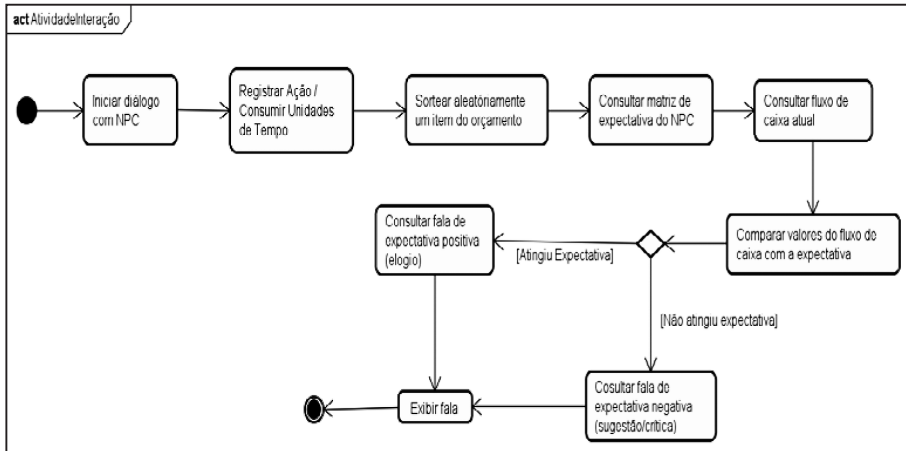 act AtividadeInteração
Iniciar diálogo
com NPC
Registrar Ação /
Consumir Unidades
de Tempo
Sortear aleatóriamente
um item do orçamento
Consultar matriz de
expectativa do NPC
Consultar fluxo de
caixa atual
Consultar fala de
expectativa positiva
(elogio)
[Atingiu Expectativa]
Comparar valores do fluxo de
caixa com a expectativa
[Não atingiu expectativa]
Cosultar fala de
expectativa negativa
(sugestão/crítica)
Exibir fala